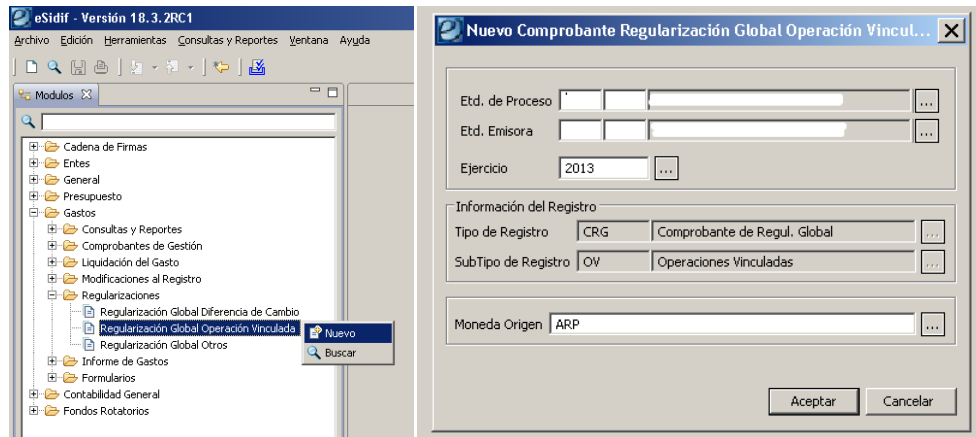 eSidif - Versión 18.3.2RC1
Archivo Edición Herramientas Consultas y Reportes Ventana Ayuda
Modulos
Cadena de Firmas
Entes
General
Presupuesto
Gastos
Consultas y Reportes
Comprobantes de Gestión
Liquidación del Gasto
Modificaciones al Registro
Regularizaciones
Regularización Global Diferencia de Cambio
Regularización Global Operación Vinculada
Nuevo
Regularización Global Otros
Buscar
Informe de Gastos
Formularios
Contabilidad General
Fondos Rotatorios
Nuevo Comprobante Regularización Global Operación Vincul...
Etd. de Proceso ...
Etd. Emisora ...
Ejercicio 2013 ...
Información del Registro
Tipo de Registro CRG Comprobante de Regul. Global ...
SubTipo de Registro OV Operaciones Vinculadas ...
Moneda Origen ARP ...
Aceptar Cancelar